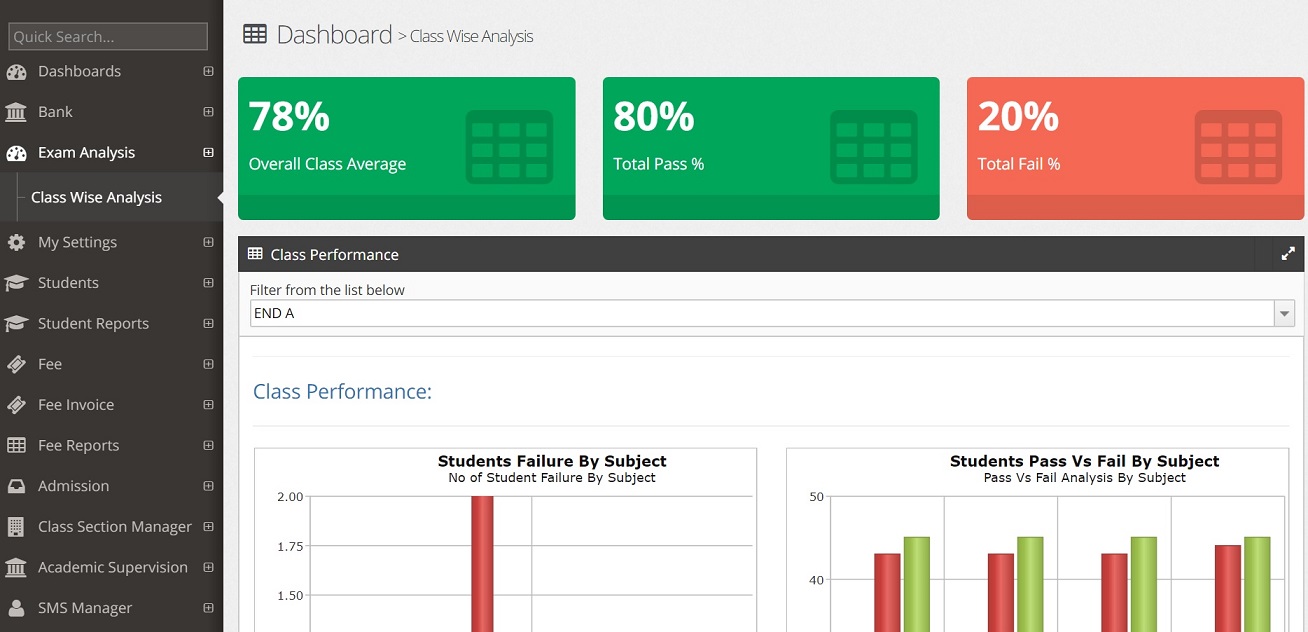 Quick Search...
Dashboards
Bank
Exam Analysis
Class Wise Analysis
My Settings
Students
Student Reports
Fee
Fee Invoice
Fee Reports
Admission
Class Section Manager
Academic Supervision
SMS Manager
Dashboard > Class Wise Analysis
78%
Overall Class Average
80%
Total Pass %
20%
Total Fail %
Class Performance
Filter from the list below
END A
Class Performance:
Students Failure By Subject
No of Student Failure By Subject
2.00
1.75
1.50
Students Pass Vs Fail By Subject
Pass Vs Fail Analysis By Subject
50
40